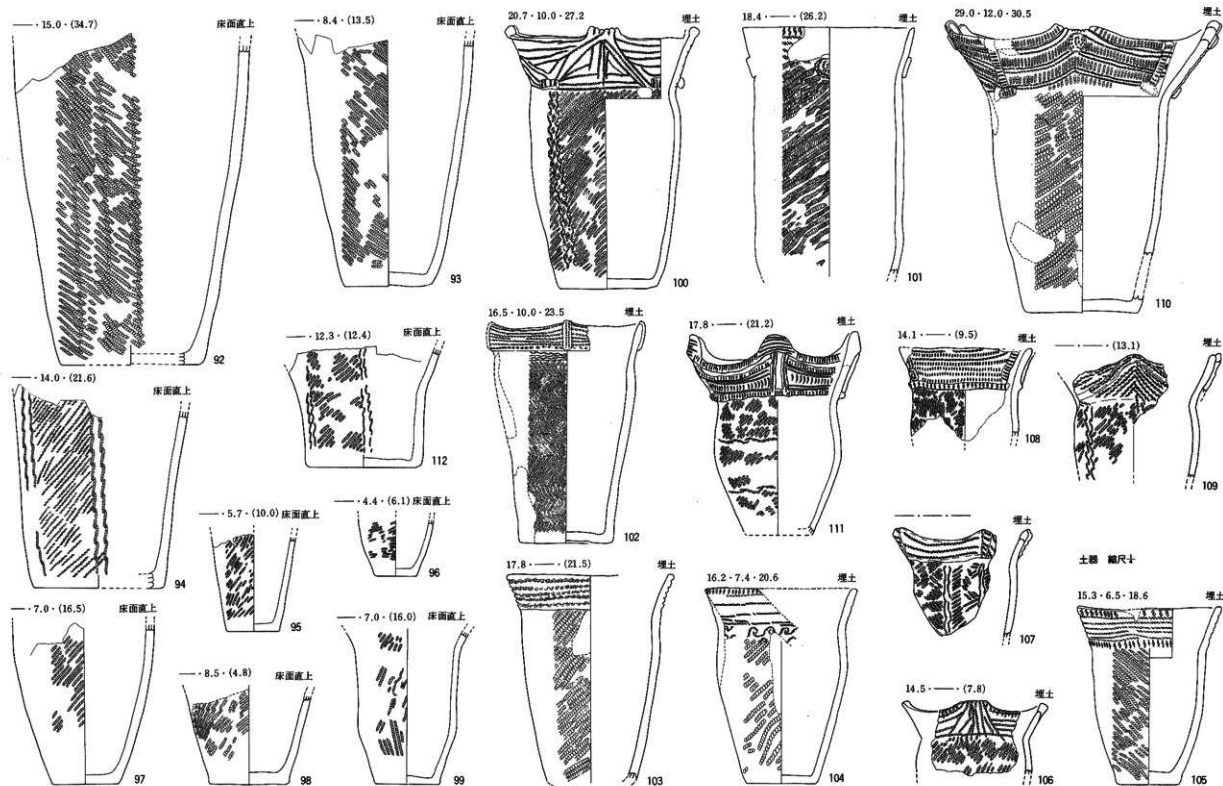 —・15.0・(34.7) 床面直上
92
—・8.4・(13.5) 床面直上
93
20.7・10.0・27.2 埋土
100
18.4・—・(26.2) 埋土
101
29.0・12.0・30.5 埋土
110
—・14.0・(21.6) 床面直上
94
—・12.3・(12.4) 床面直上
112
16.5・10.0・23.5 埋土
102
17.8・—・(21.2) 埋土
111
14.1・—・(9.5) 埋土
108
—・—・(13.1) 埋土
109
—・5.7・(10.0) 床面直上
95
—・4.4・(6.1) 床面直上
96
—・—・— 埋土
107
土器 縮尺
—・7.0・(16.5) 床面直上
97
—・8.5・(4.8) 床面直上
98
—・7.0・(16.0) 床面直上
99
17.8・—・(21.5) 埋土
103
16.2・7.4・20.6 埋土
104
14.5・—・(7.8) 埋土
106
15.3・6.5・18.6 埋土
105